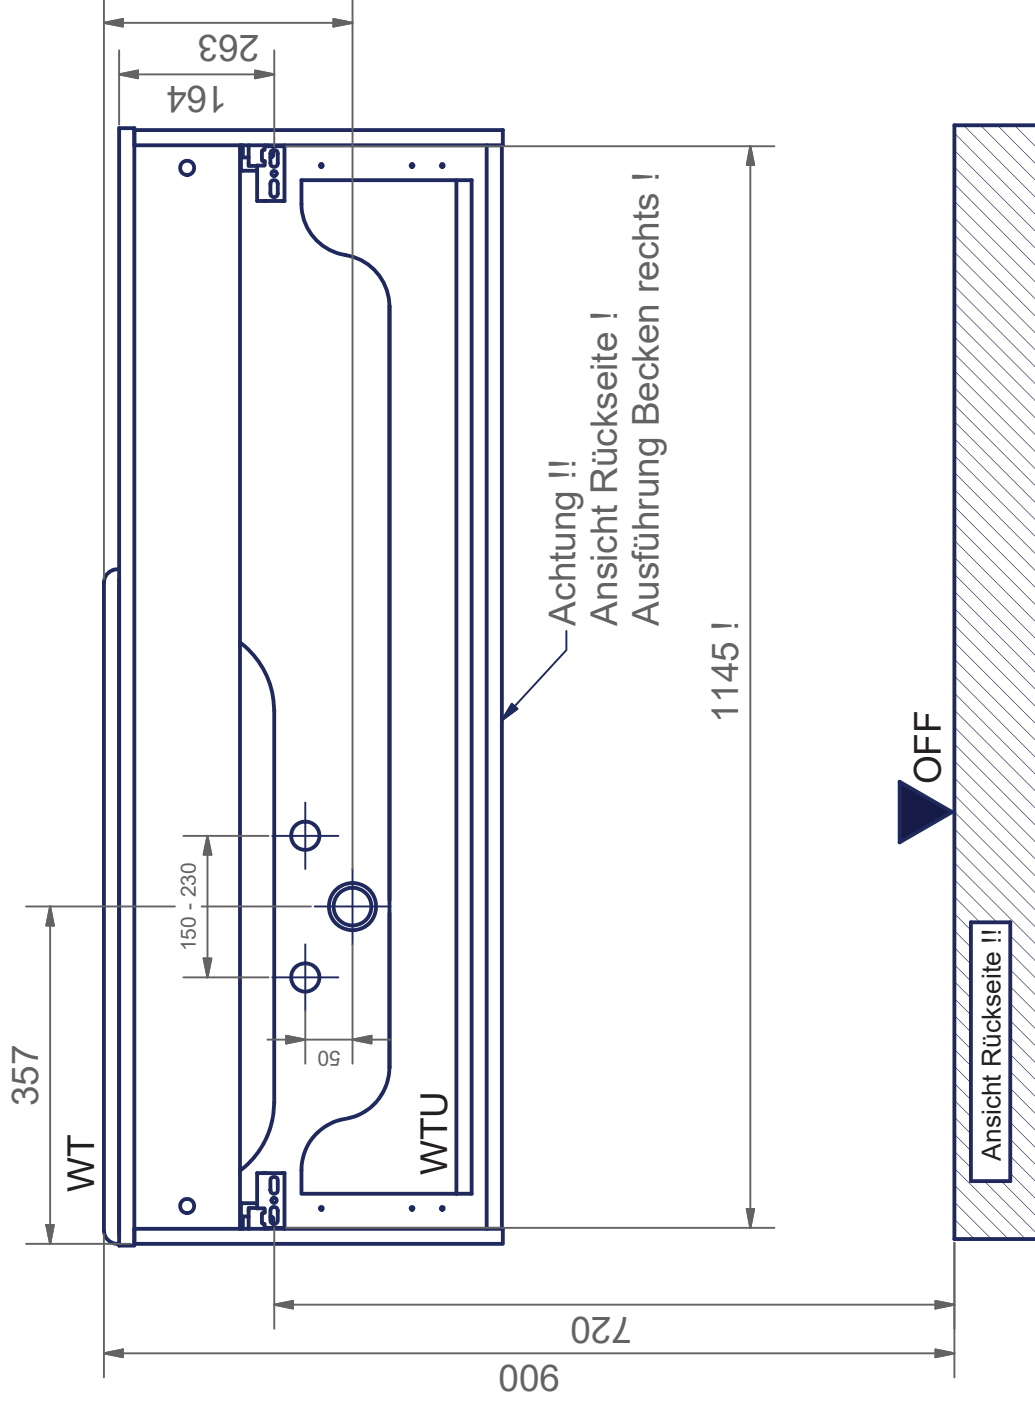 357
WT
150 - 230
263
164
50
WTU
Achtung !!
Ansicht Rückseite !
Ausführung Becken rechts !
1145 !
720
900
OFF
Ansicht Rückseite !!